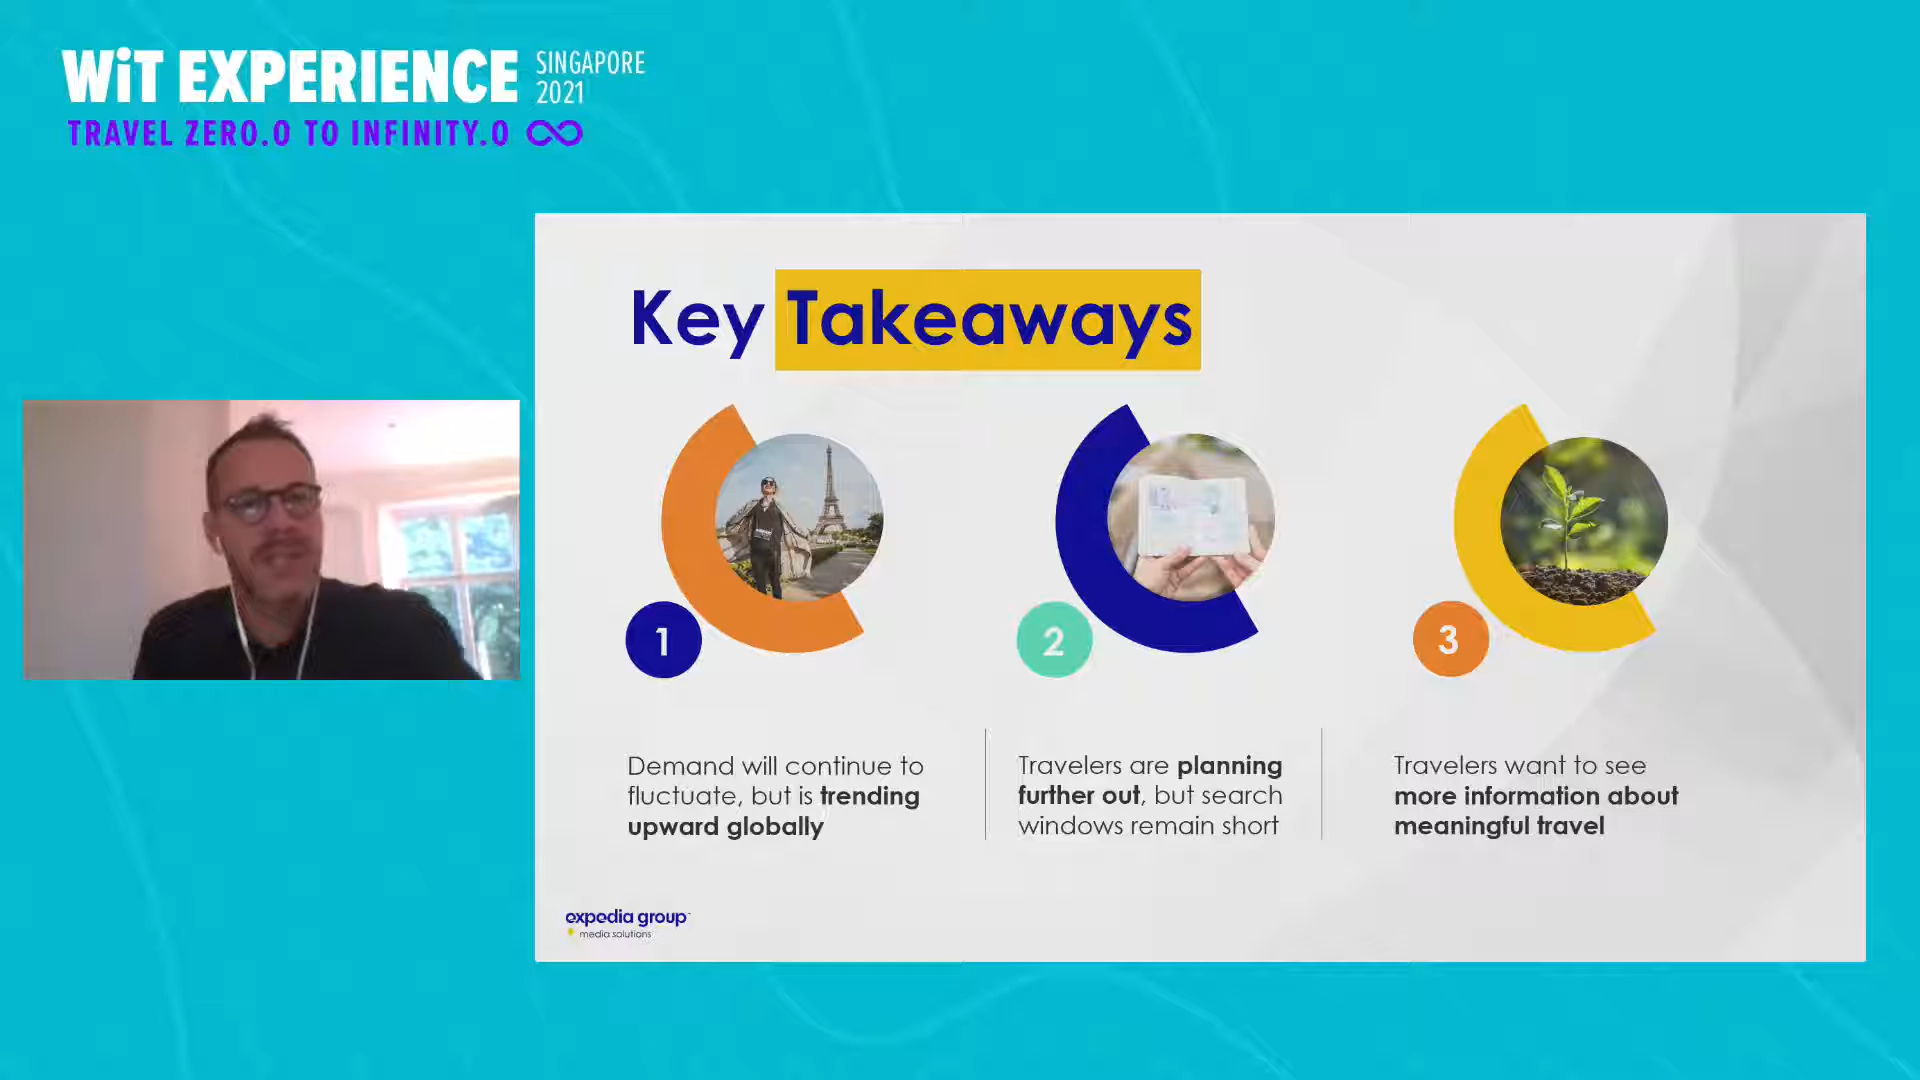 WiT EXPERIENCE
SINGAPORE
2021
TRAVEL ZERO.0 TO INFINITY.0
Key Takeaways
1
2
3
Demand will continue to
fluctuate, but is trending
upward globally
Travelers are planning
further out, but search
windows remain short
Travelers want to see
more information about
meaningful travel
expedia group™
media solutions